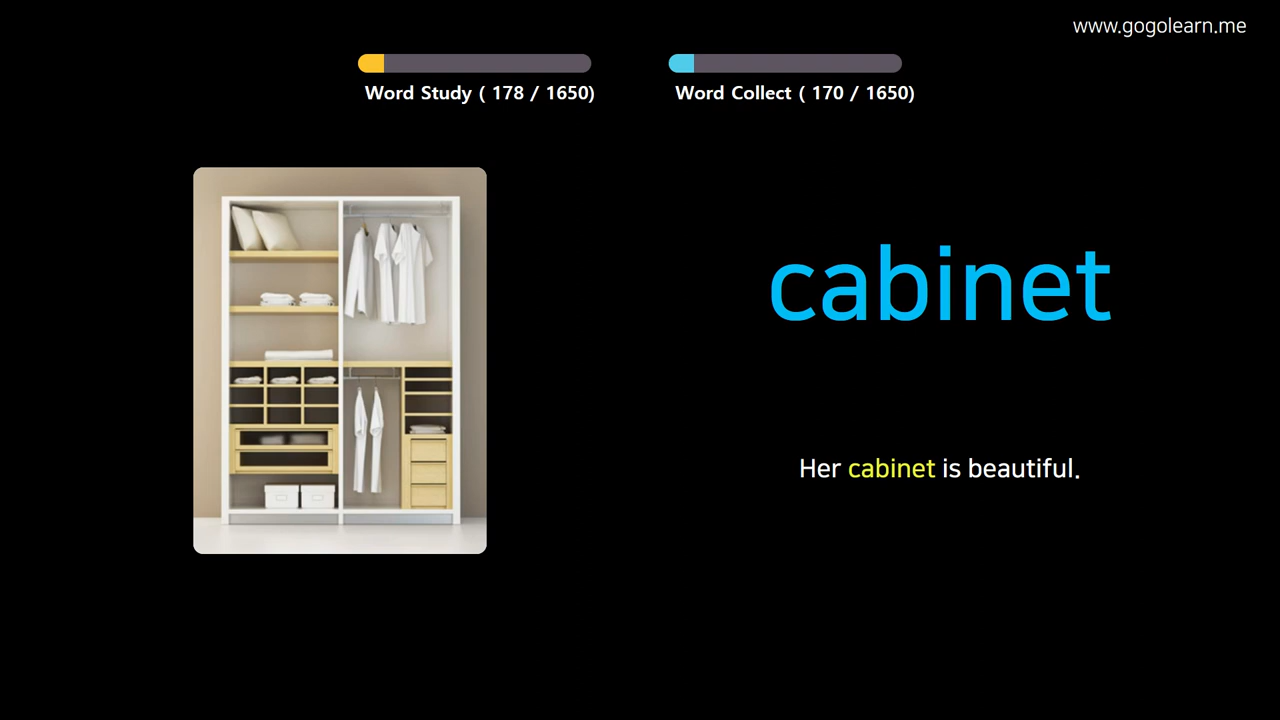 www.gogolearn.me
Word Study ( 178 / 1650)
Word Collect ( 170 / 1650)
cabinet
Her cabinet is beautiful.